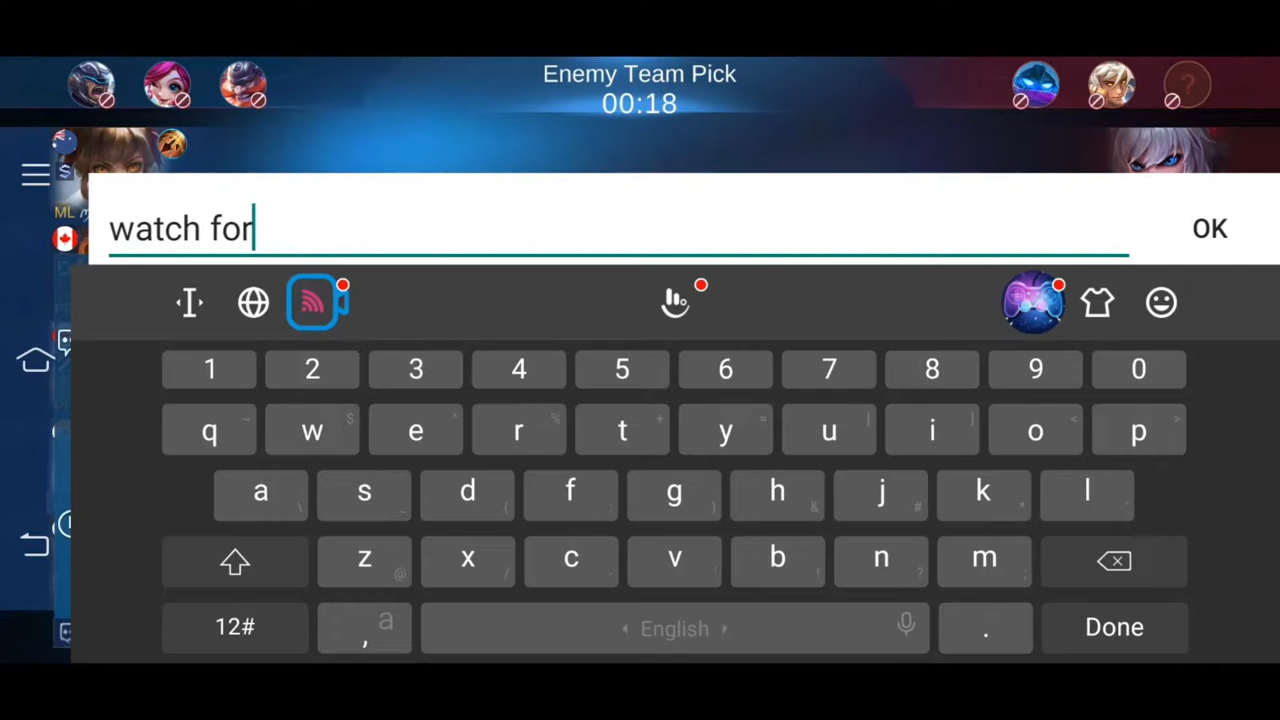 Enemy Team Pick
00:18
ML
watch for
OK
1 2 3 4 5 6 7 8 9 0
q ~ w $ e ^ r % t + y = u [ i ] o < p >
a \ s _ d ( f : g ) h & j # k * l "
z @ x / c - v ' b ! n ? m ;
12# , a English . Done